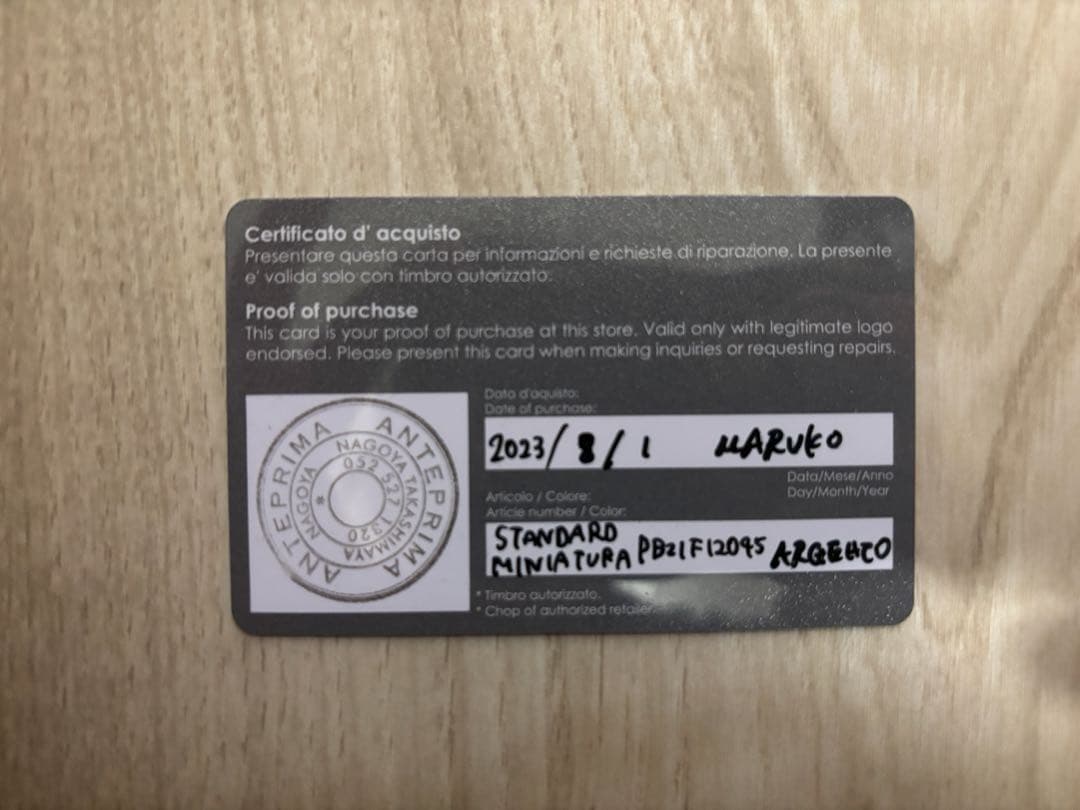 Certificato d' acquisto
Presentare questa carta per informazioni e richieste di riparazione. La presente
e' valida solo con timbro autorizzato.
Proof of purchase
This card is your proof of purchase at this store. Valid only with legitimate logo
endorsed. Please present this card when making inquiries or requesting repairs.
ANTEPRIMA ANTEPRIMA
NAGOYA TAKASHIMAYA * NAGOYA
052 527 1320
Data d'aquisto:
Date of purchase:
2023/8/1 MARUKO
Data/Mese/Anno
Day/Month/Year
Articolo / Colore:
Article number / Color:
STANDARD
MINIATURA PB21F12095 ARGENTO
* Timbro autorizzato.
* Chop of authorized retailer.